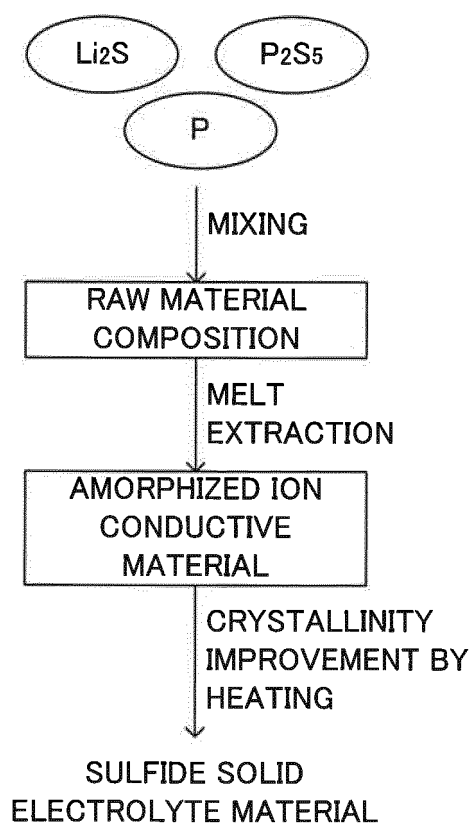 Li2S
P2S5
P
MIXING
RAW MATERIAL
COMPOSITION
MELT
EXTRACTION
AMORPHIZED ION
CONDUCTIVE
MATERIAL
CRYSTALLINITY
IMPROVEMENT BY
HEATING
SULFIDE SOLID
ELECTROLYTE MATERIAL